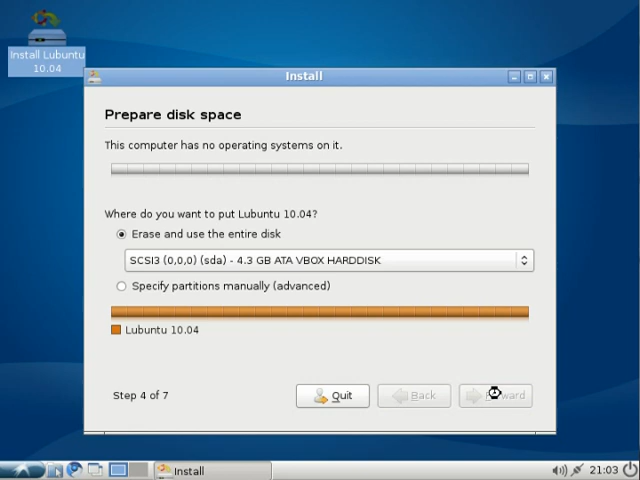 Install Lubuntu
10.04
Install
Prepare disk space
This computer has no operating systems on it.
Where do you want to put Lubuntu 10.04?
Erase and use the entire disk
SCSI3 (0,0,0) (sda) - 4.3 GB ATA VBOX HARDDISK
Specify partitions manually (advanced)
Lubuntu 10.04
Step 4 of 7
Quit
Back
Install
21:03